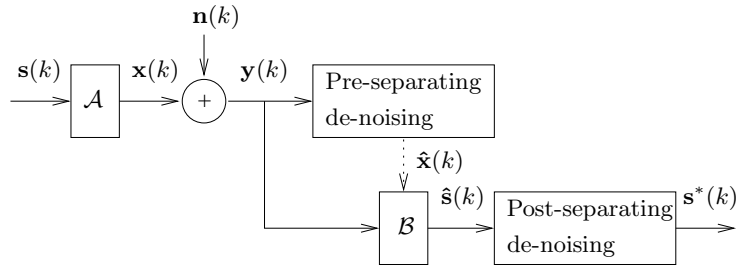 n(k)
s(k)
𝒜
x(k)
+
y(k)
Pre-separating
de-noising
x̂(k)
ℬ
ŝ(k)
Post-separating
de-noising
s*(k)